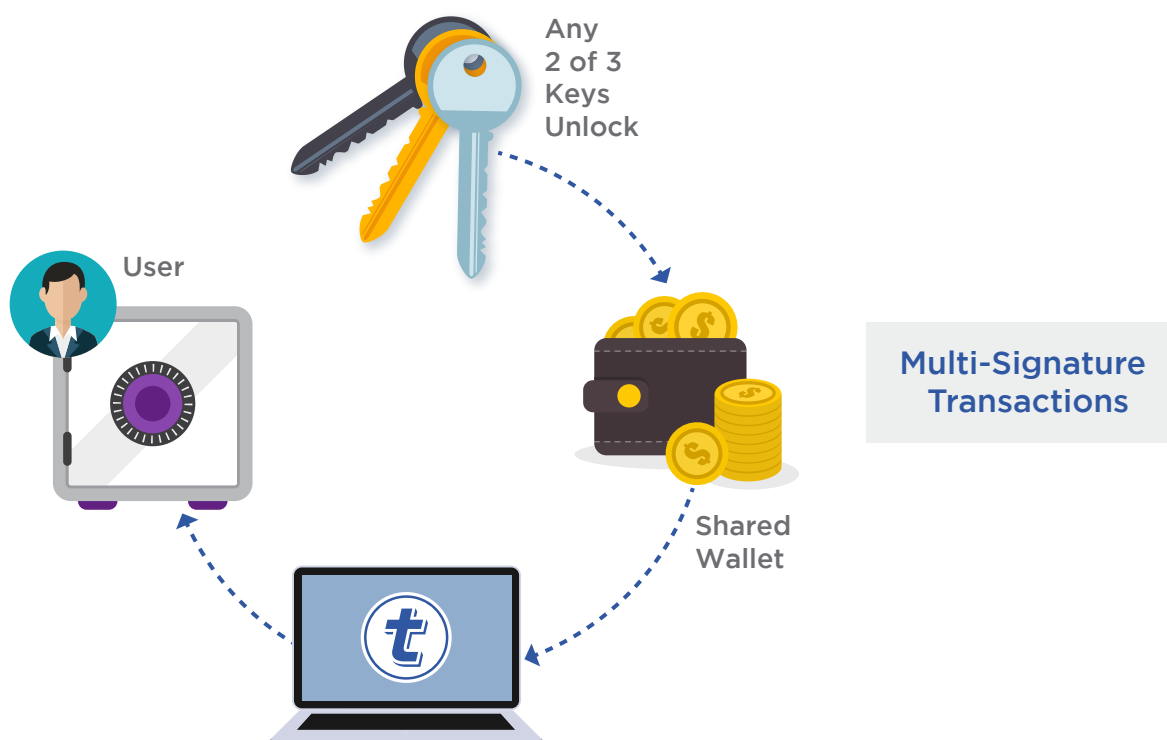 Any
2 of 3
Keys
Unlock
User
Multi-Signature
Transactions
Shared
Wallet
t